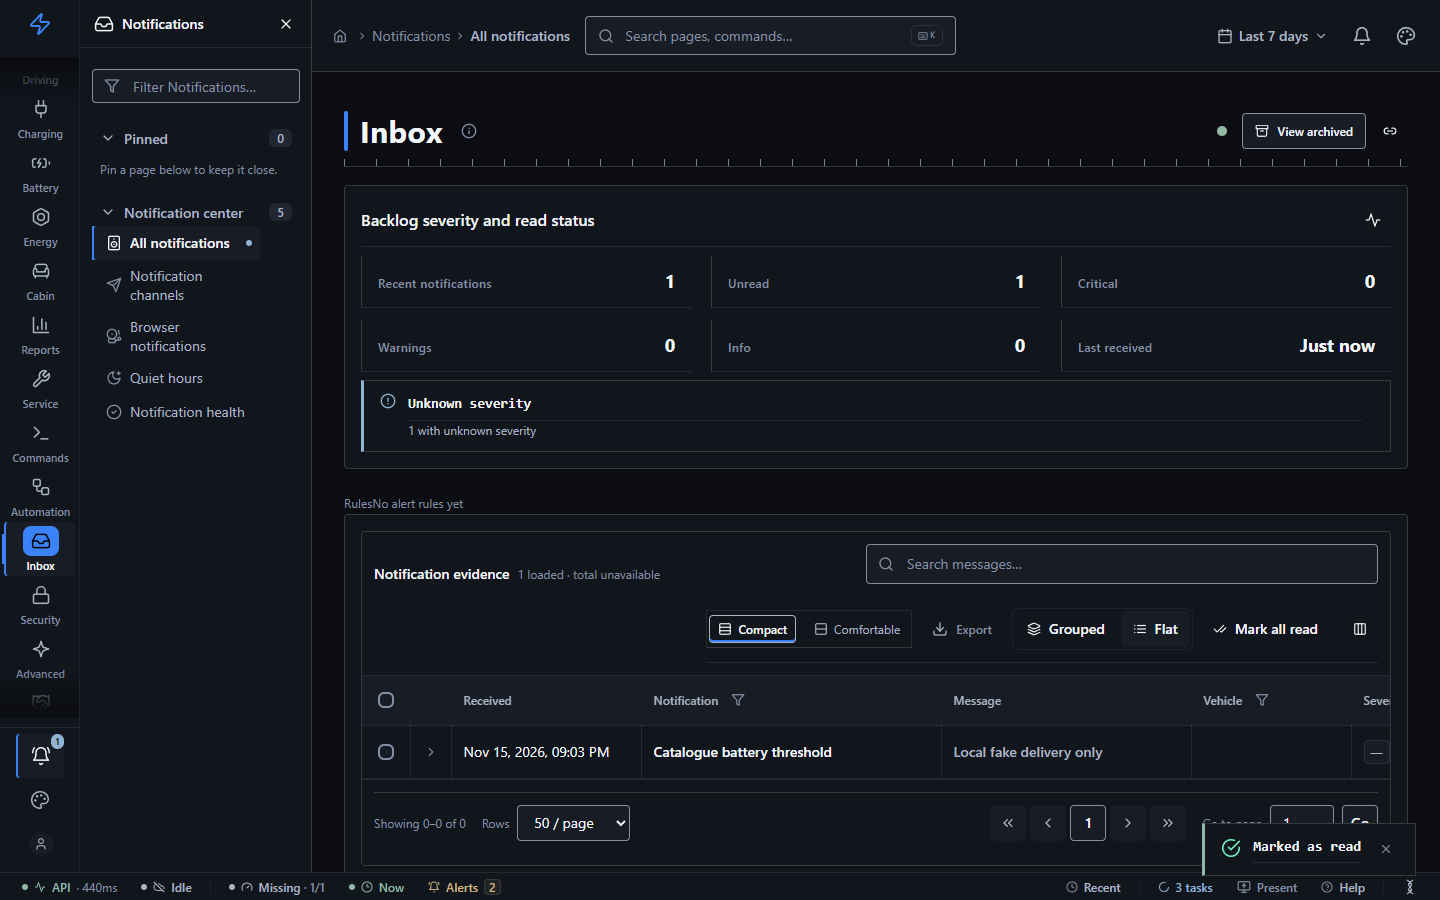 Notifications
Notifications
All notifications
Search pages, commands...
K
Last 7 days
Driving
Charging
Battery
Energy
Cabin
Reports
Service
Commands
Automation
Inbox
Security
Advanced
1
Filter Notifications...
Pinned
0
Pin a page below to keep it close.
Notification center
5
All notifications
Notification
channels
Browser
notifications
Quiet hours
Notification health
Inbox
View archived
Backlog severity and read status
Recent notifications
1
Unread
1
Critical
0
Warnings
0
Info
0
Last received
Just now
Unknown severity
1 with unknown severity
RulesNo alert rules yet
Notification evidence
1 loaded · total unavailable
Search messages...
Compact
Comfortable
Export
Grouped
Flat
Mark all read
Received
Notification
Message
Vehicle
Nov 15, 2026, 09:03 PM
Catalogue battery threshold
Local fake delivery only
—
Showing 0–0 of 0
Rows
50 / page
1
Marked as read
API · 440ms
Idle
Missing · 1/1
Now
Alerts
2
Recent
3 tasks
Present
Help